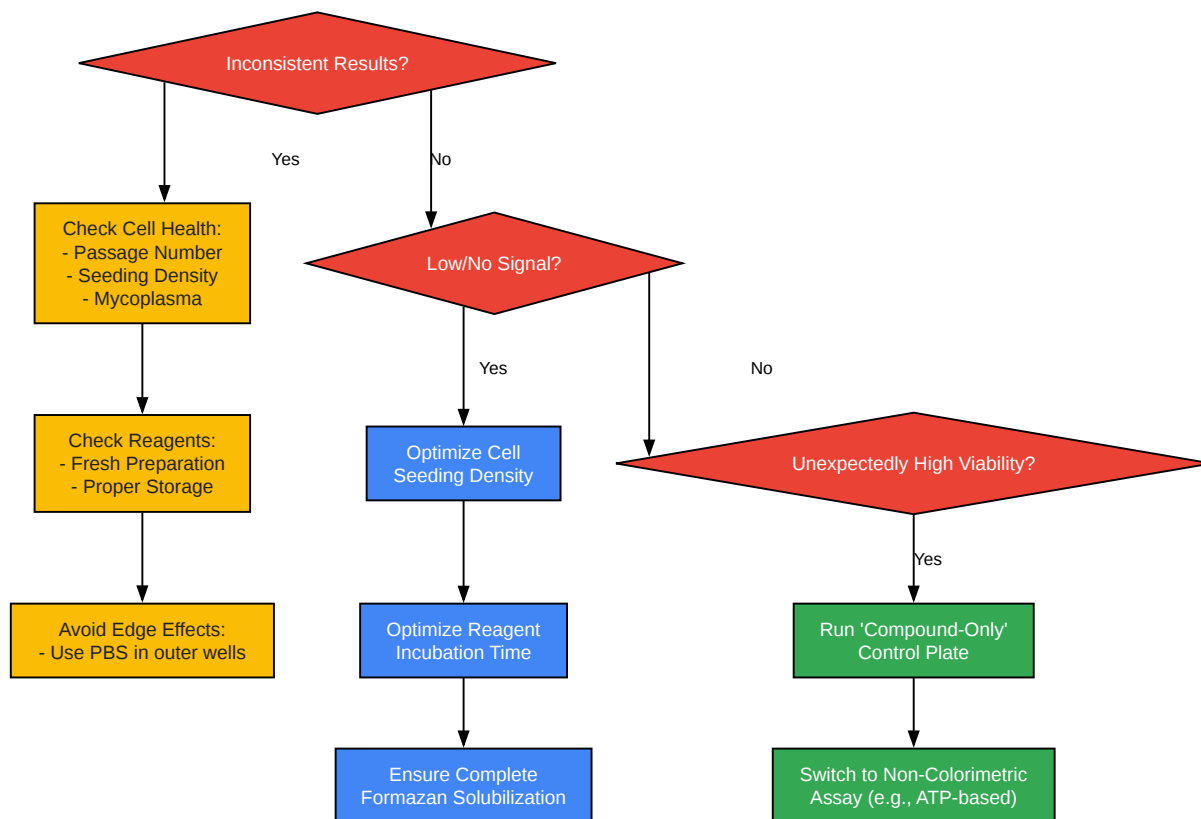 Inconsistent Results?
Yes
No
Check Cell Health:
- Passage Number
- Seeding Density
- Mycoplasma
Low/No Signal?
Yes
No
Check Reagents:
- Fresh Preparation
- Proper Storage
Optimize Cell
Seeding Density
Unexpectedly High Viability?
Yes
Avoid Edge Effects:
- Use PBS in outer wells
Optimize Reagent
Incubation Time
Run 'Compound-Only'
Control Plate
Ensure Complete
Formazan Solubilization
Switch to Non-Colorimetric
Assay (e.g., ATP-based)